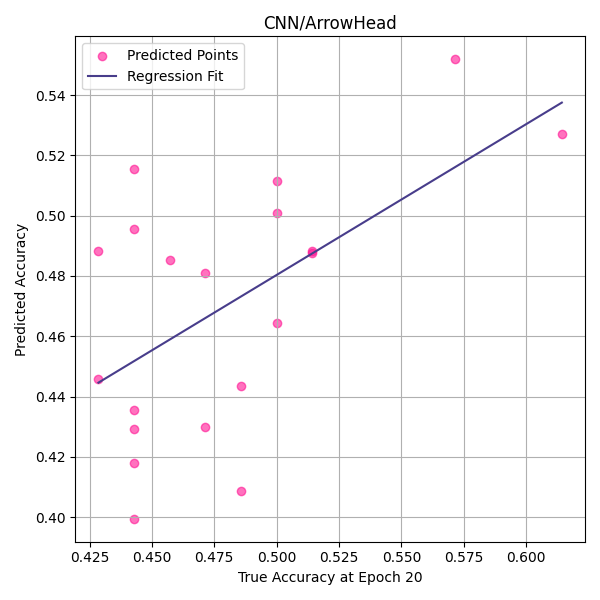 CNN/ArrowHead
Predicted Points
Regression Fit
Predicted Accuracy
0.54
0.52
0.50
0.48
0.46
0.44
0.42
0.40
0.425 0.450 0.475 0.500 0.525 0.550 0.575 0.600
True Accuracy at Epoch 20